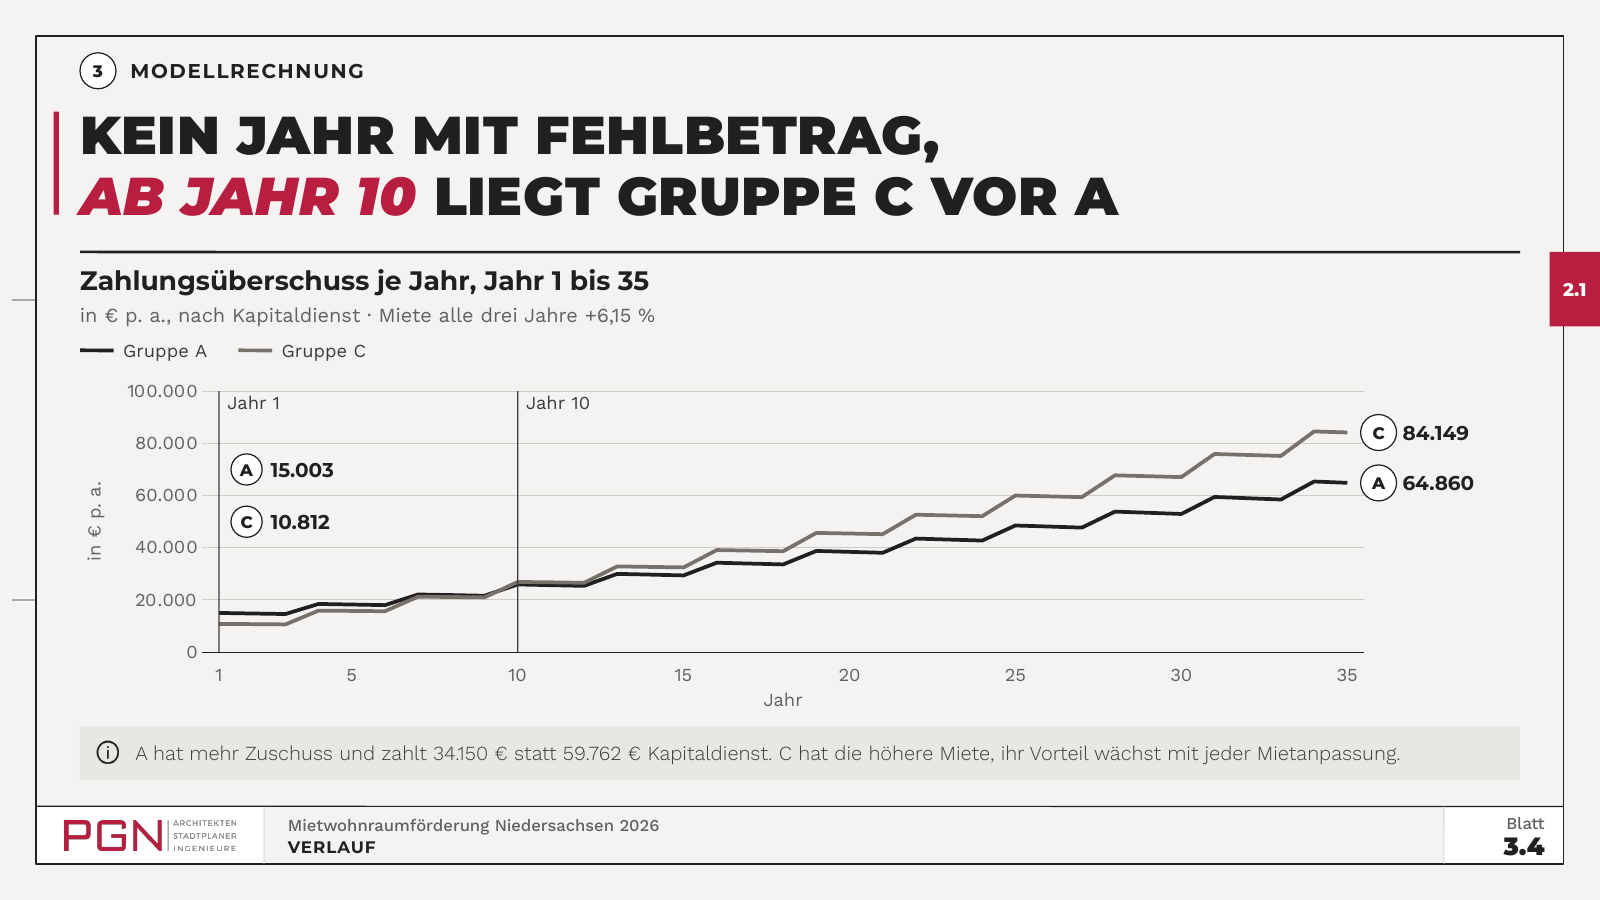 3 MODELLRECHNUNG
KEIN JAHR MIT FEHLBETRAG,
AB JAHR 10 LIEGT GRUPPE C VOR A
2.1
Zahlungsüberschuss je Jahr, Jahr 1 bis 35
in € p. a., nach Kapitaldienst · Miete alle drei Jahre +6,15 %
Gruppe A Gruppe C
in € p. a.
100.000
80.000
60.000
40.000
20.000
0
Jahr 1
Jahr 10
A 15.003
C 10.812
C 84.149
A 64.860
1 5 10 15 20 25 30 35
Jahr
A hat mehr Zuschuss und zahlt 34.150 € statt 59.762 € Kapitaldienst. C hat die höhere Miete, ihr Vorteil wächst mit jeder Mietanpassung.
PGN
ARCHITEKTEN
STADTPLANER
INGENIEURE
Mietwohnraumförderung Niedersachsen 2026
VERLAUF
Blatt
3.4